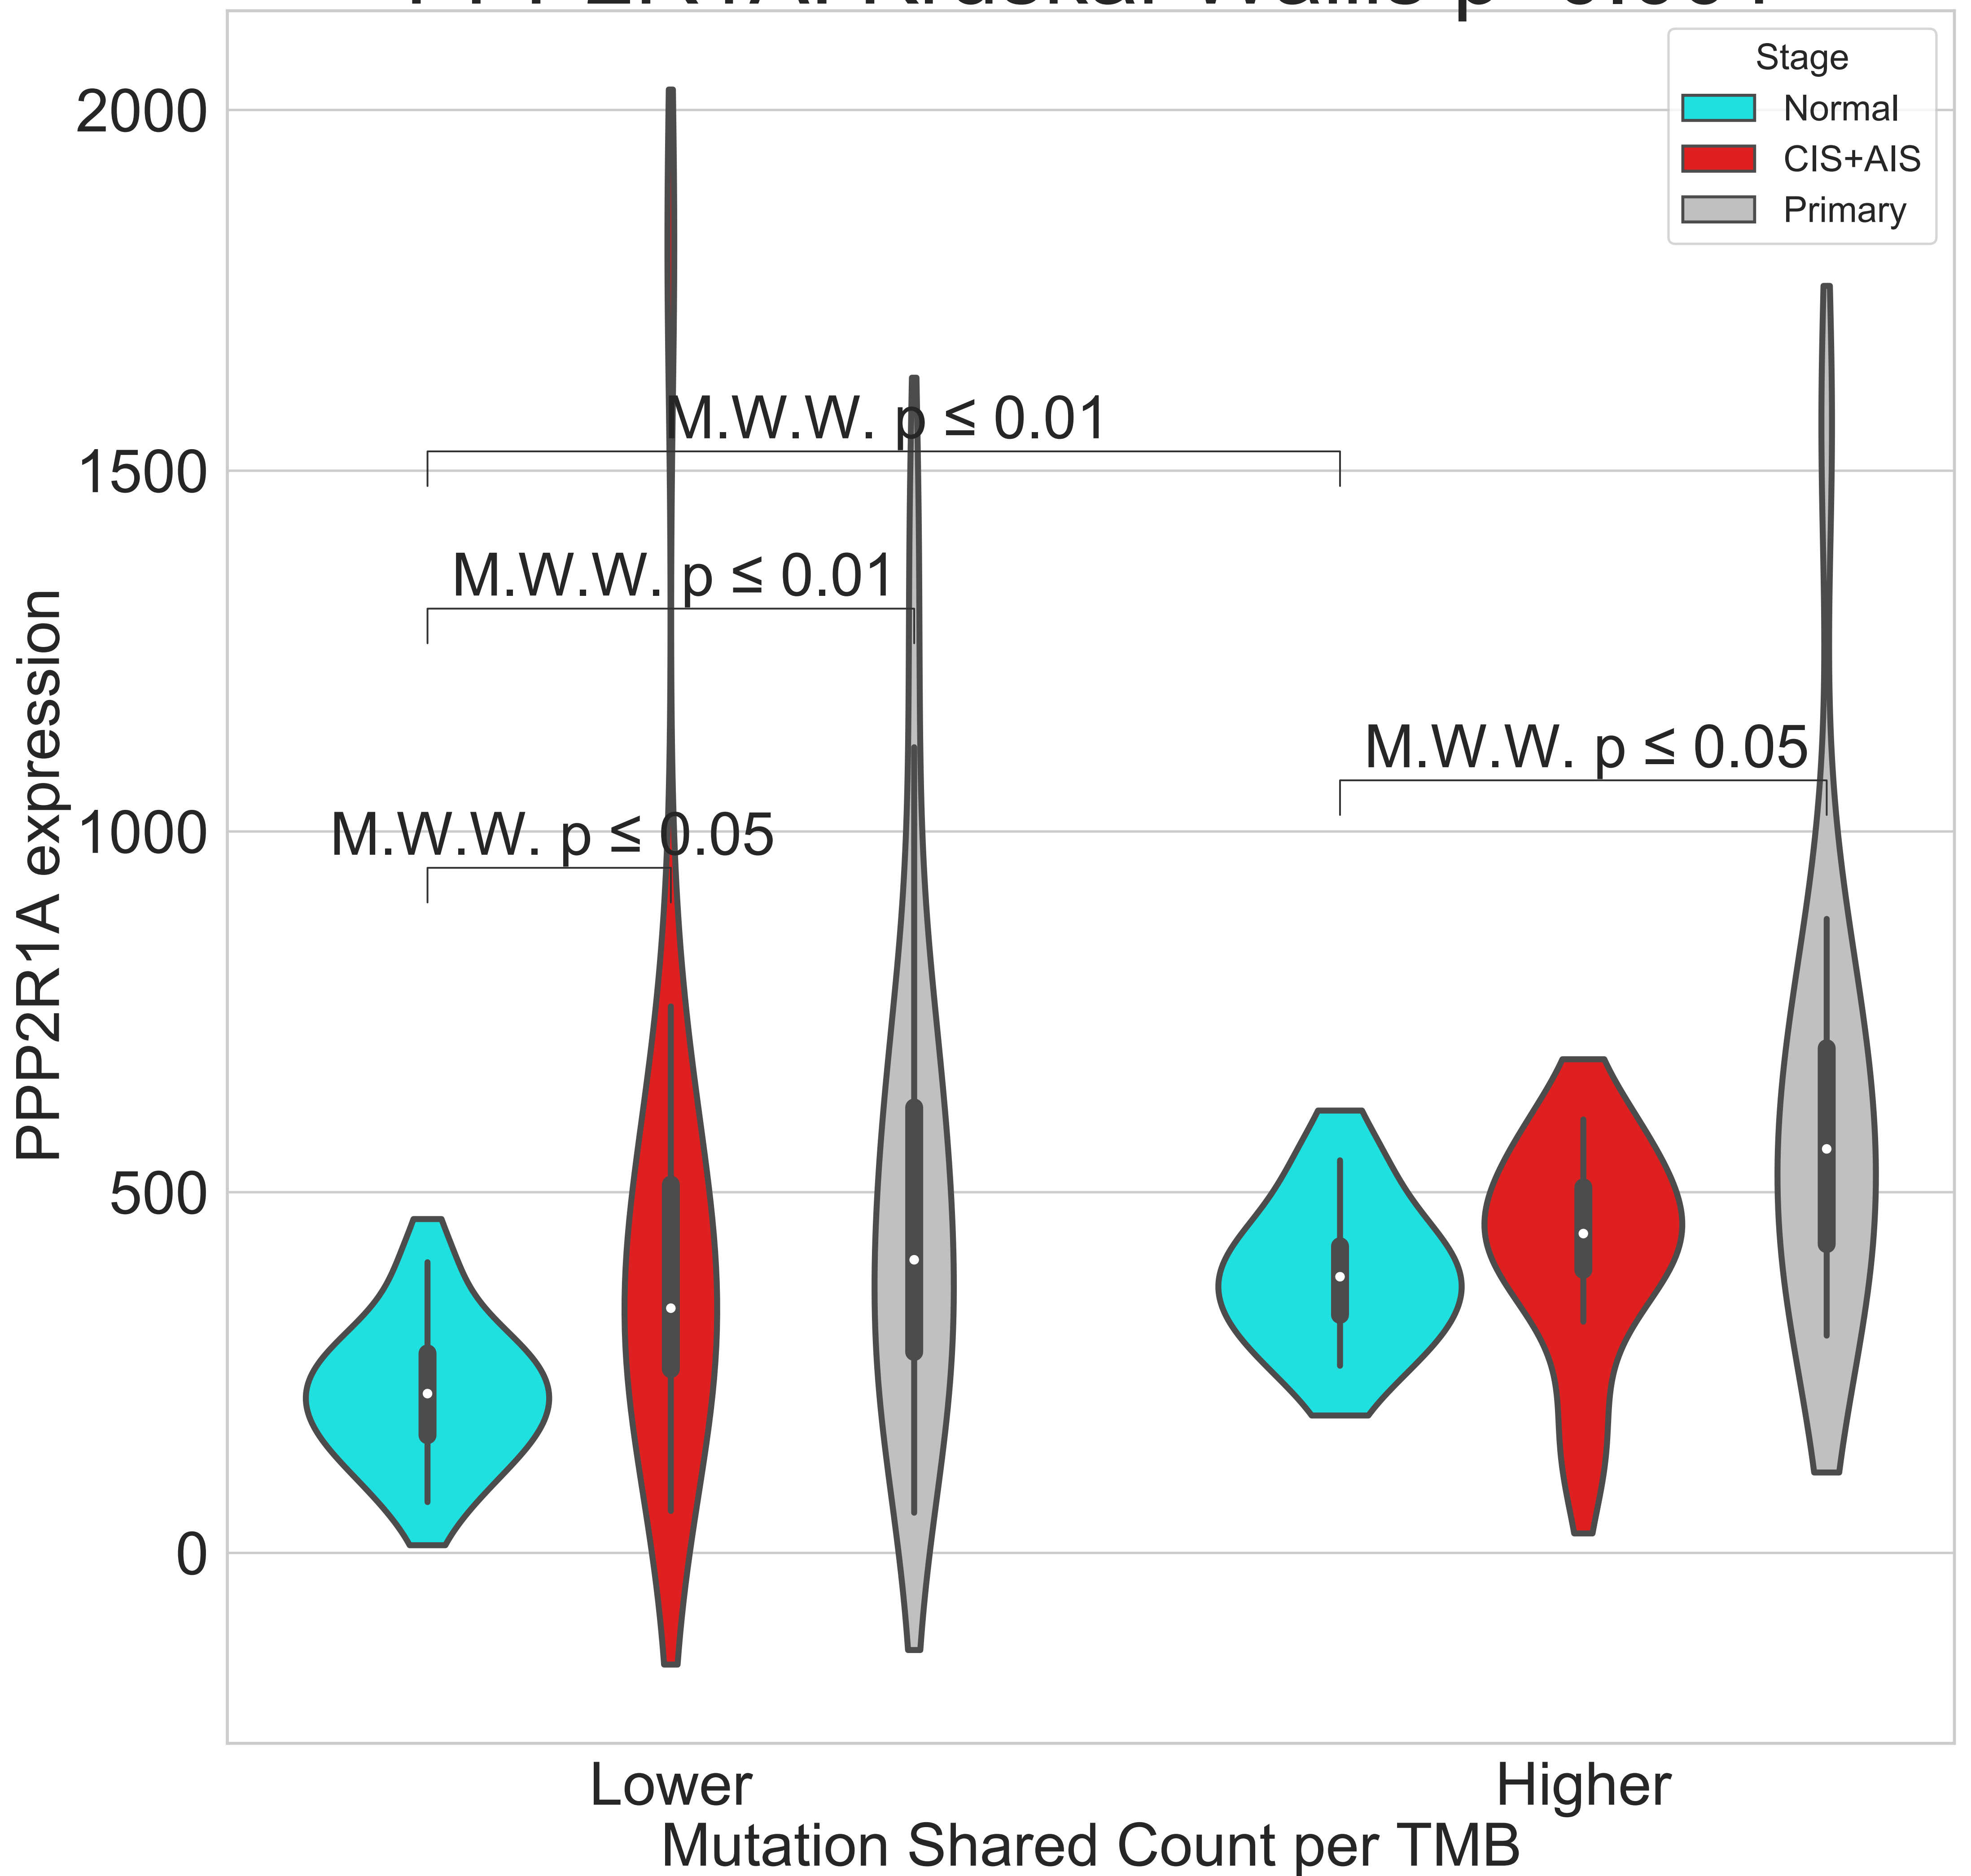 Stage
Normal
CIS+AIS
Primary
2000
1500
1000
500
0
PPP2R1A expression
M.W.W. p ≤ 0.01
M.W.W. p ≤ 0.01
M.W.W. p ≤ 0.05
M.W.W. p ≤ 0.05
Lower
Higher
Mutation Shared Count per TMB